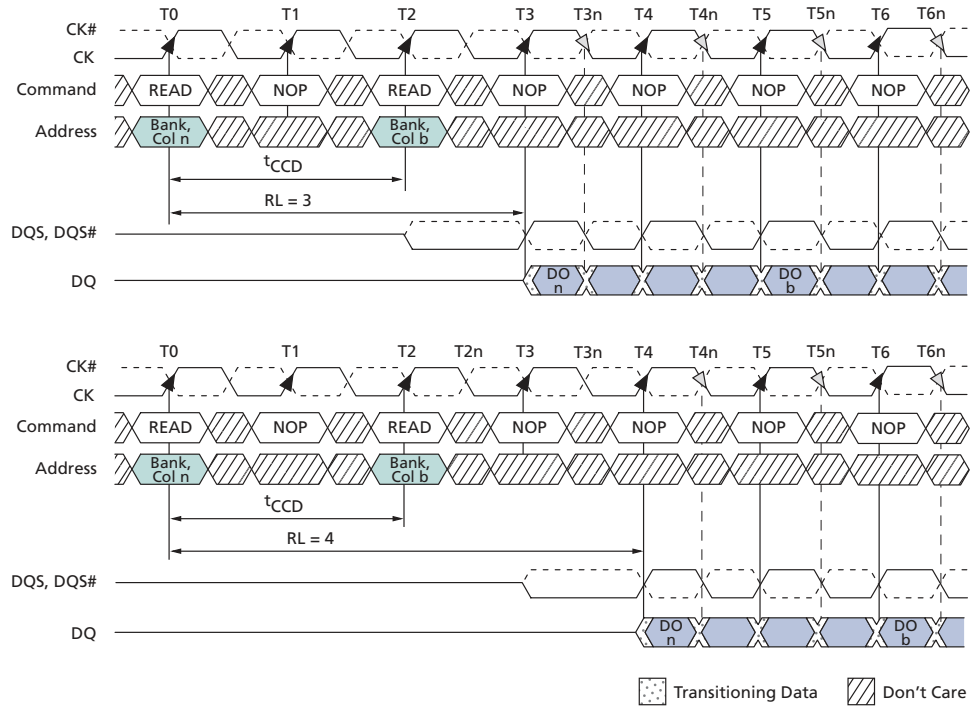 T0 T1 T2 T3 T3n T4 T4n T5 T5n T6 T6n
CK#
CK
Command READ NOP READ NOP NOP NOP NOP
Address Bank, Col n Bank, Col b
tCCD
RL = 3
DQS, DQS#
DQ DO n DO b
T0 T1 T2 T2n T3 T3n T4 T4n T5 T5n T6 T6n
CK#
CK
Command READ NOP READ NOP NOP NOP NOP
Address Bank, Col n Bank, Col b
tCCD
RL = 4
DQS, DQS#
DQ DO n DO b
Transitioning Data Don't Care